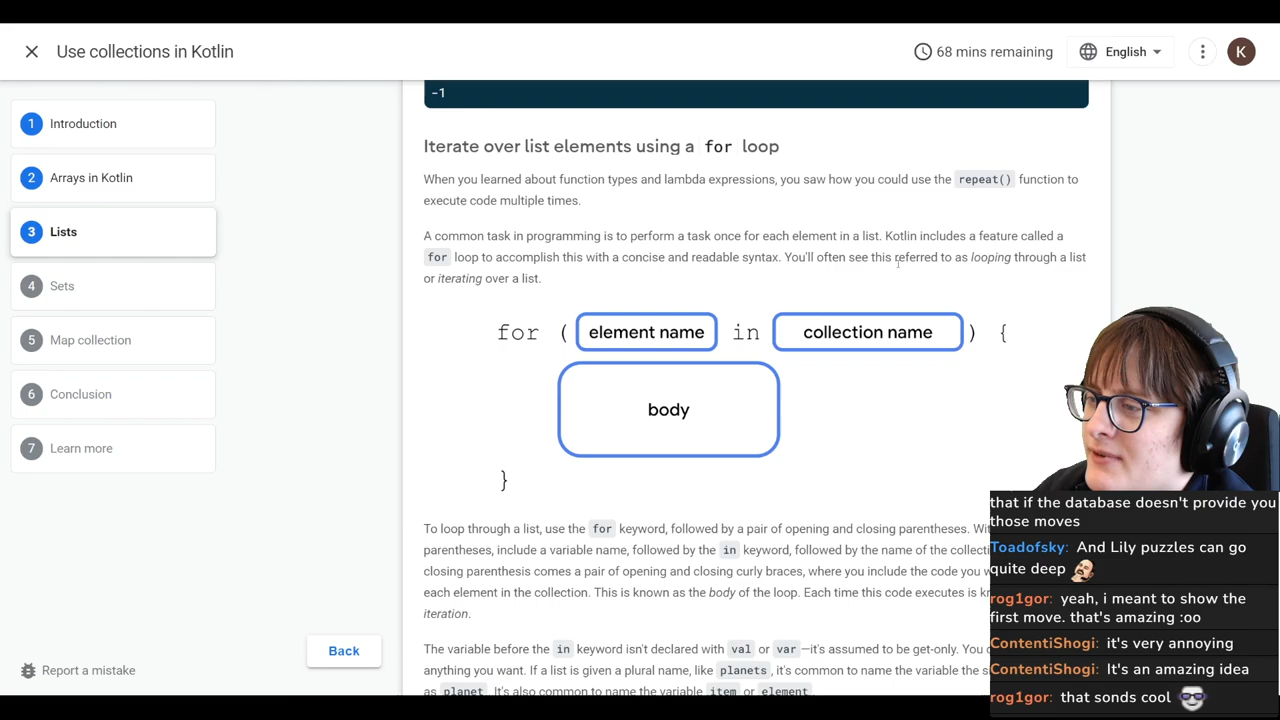 Use collections in Kotlin
68 mins remaining
English
K
1 Introduction
2 Arrays in Kotlin
3 Lists
4 Sets
5 Map collection
6 Conclusion
7 Learn more
Report a mistake
Back
-1
Iterate over list elements using a for loop
When you learned about function types and lambda expressions, you saw how you could use the repeat() function to
execute code multiple times.
A common task in programming is to perform a task once for each element in a list. Kotlin includes a feature called a
for loop to accomplish this with a concise and readable syntax. You'll often see this referred to as looping through a list
or iterating over a list.
for ( element name in collection name ) {
body
}
To loop through a list, use the for keyword, followed by a pair of opening and closing parentheses.
parentheses, include a variable name, followed by the in keyword, followed by the name of the
closing parenthesis comes a pair of opening and closing curly braces, where you include the code you
each element in the collection. This is known as the body of the loop. Each time this code executes is
iteration.
The variable before the in keyword isn't declared with val or var—it's assumed to be get-only.
anything you want. If a list is given a plural name, like planets, it's common to name the variable the
as planet. It's also common to name the variable item or element.
that if the database doesn't provide you
those moves
Toadofsky: And Lily puzzles can go
quite deep
rog1gor: yeah, i meant to show the
first move. that's amazing :oo
ContentiShogi: it's very annoying
ContentiShogi: It's an amazing idea
rog1gor: that sonds cool